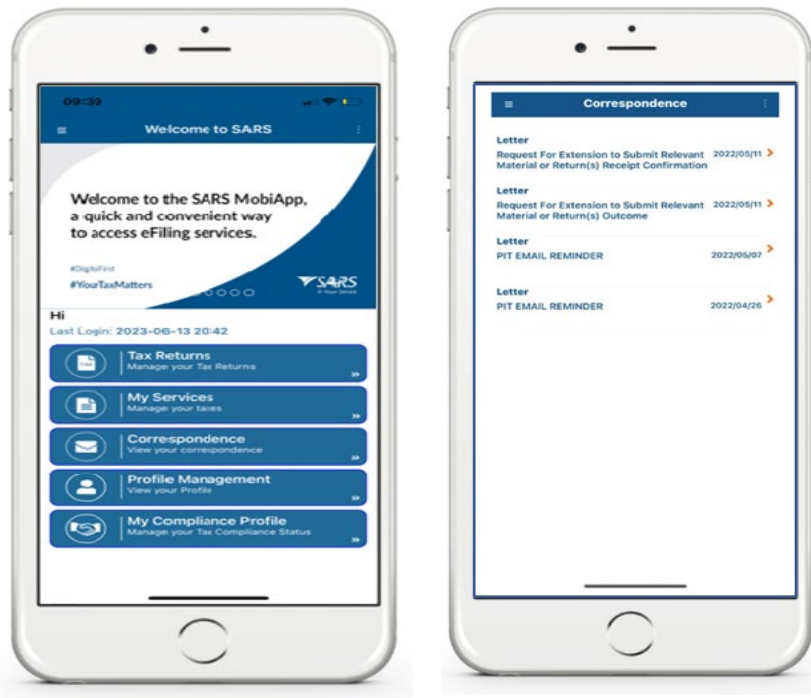 09:39
Welcome to SARS
Welcome to the SARS MobiApp,
a quick and convenient way
to access eFiling services.
#DigitalFirst
#YourTaxMatters
SARS
At Your Service
Hi
Last Login: 2023-06-13 20:42
Tax Returns
Manage your Tax Returns
My Services
Manage your taxes
Correspondence
View your correspondence
Profile Management
View your Profile
My Compliance Profile
Manage your Tax Compliance Status
Correspondence
Letter
Request For Extension to Submit Relevant 2022/05/11
Material or Return(s) Receipt Confirmation
Letter
Request For Extension to Submit Relevant 2022/05/11
Material or Return(s) Outcome
Letter
PIT EMAIL REMINDER 2022/05/07
Letter
PIT EMAIL REMINDER 2022/04/26